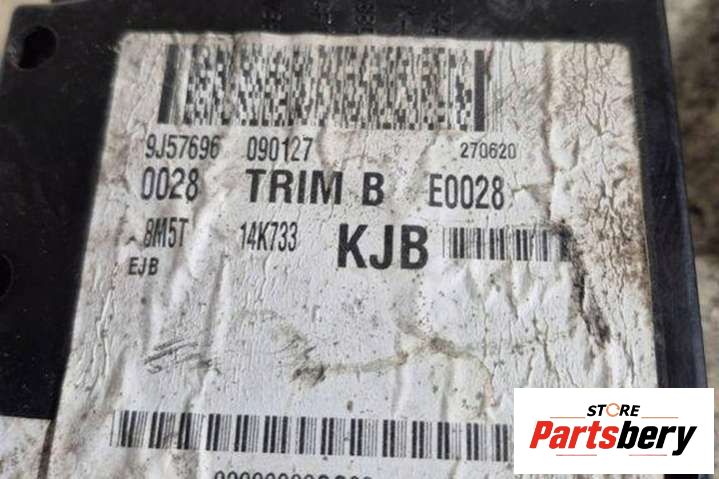 9J57696 090127 270620
0028 TRIM B E0028
8M5T 14K733 KJB
EJB
STORE
Partsbery